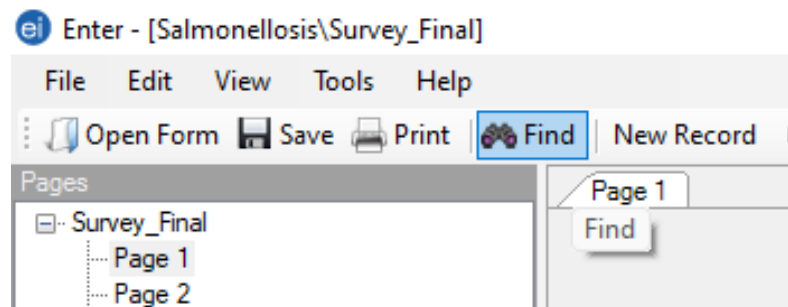 ei Enter - [Salmonellosis\Survey_Final]
File Edit View Tools Help
Open Form Save Print Find New Record
Pages
Page 1
Survey_Final
Find
Page 1
Page 2